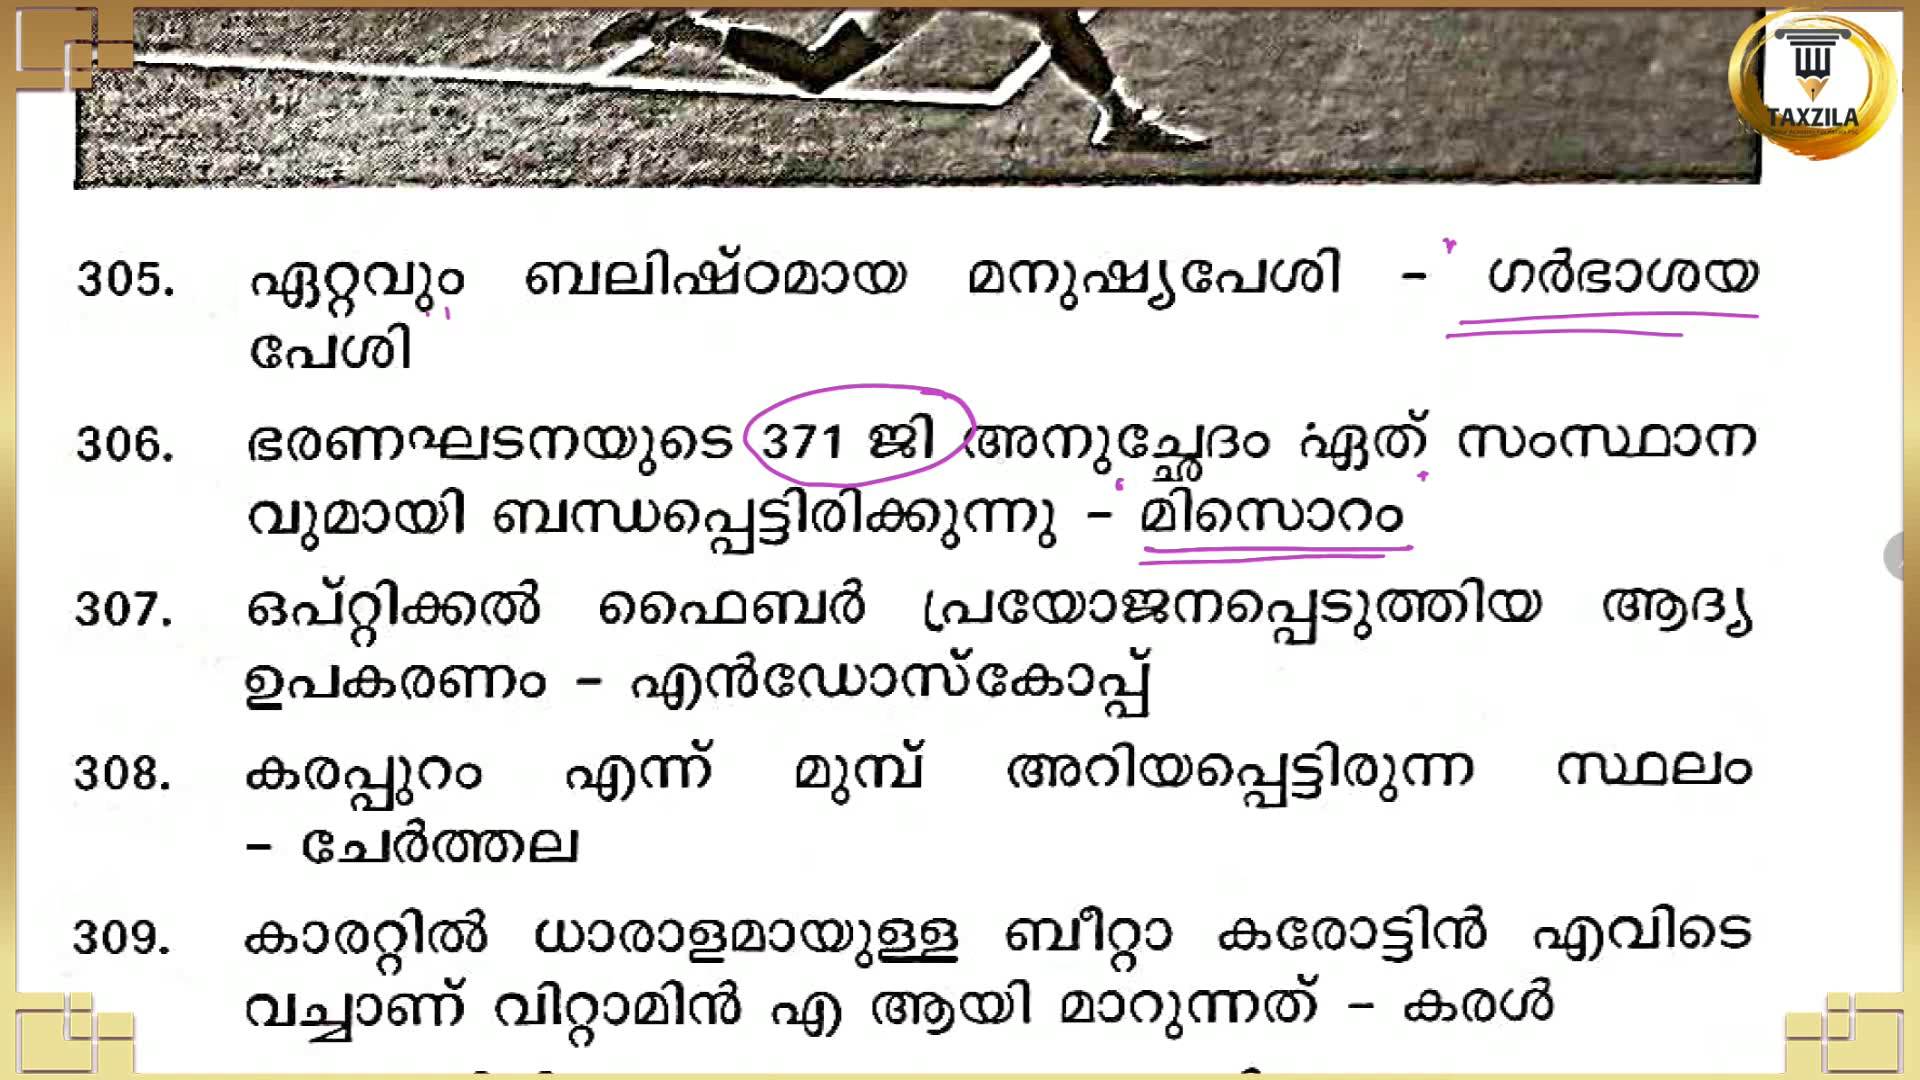 TAXZILA
305. ഏറ്റവും ബലിഷ്ഠമായ മനുഷ്യപേശി - ഗർഭാശയ
പേശി
306. ഭരണഘടനയുടെ 371 ജി അനുച്ഛേദം ഏത് സംസ്ഥാന
വുമായി ബന്ധപ്പെട്ടിരിക്കുന്നു - മിസൊറം
307. ഒപ്റ്റിക്കൽ ഫൈബർ പ്രയോജനപ്പെടുത്തിയ ആദ്യ
ഉപകരണം - എൻഡോസ്കോപ്പ്
308. കരപ്പുറം എന്ന് മുമ്പ് അറിയപ്പെട്ടിരുന്ന സ്ഥലം
- ചേർത്തല
309. കാരറ്റിൽ ധാരാളമായുള്ള ബീറ്റാ കരോട്ടിൻ എവിടെ
വച്ചാണ് വിറ്റാമിൻ എ ആയി മാറുന്നത് - കരൾ